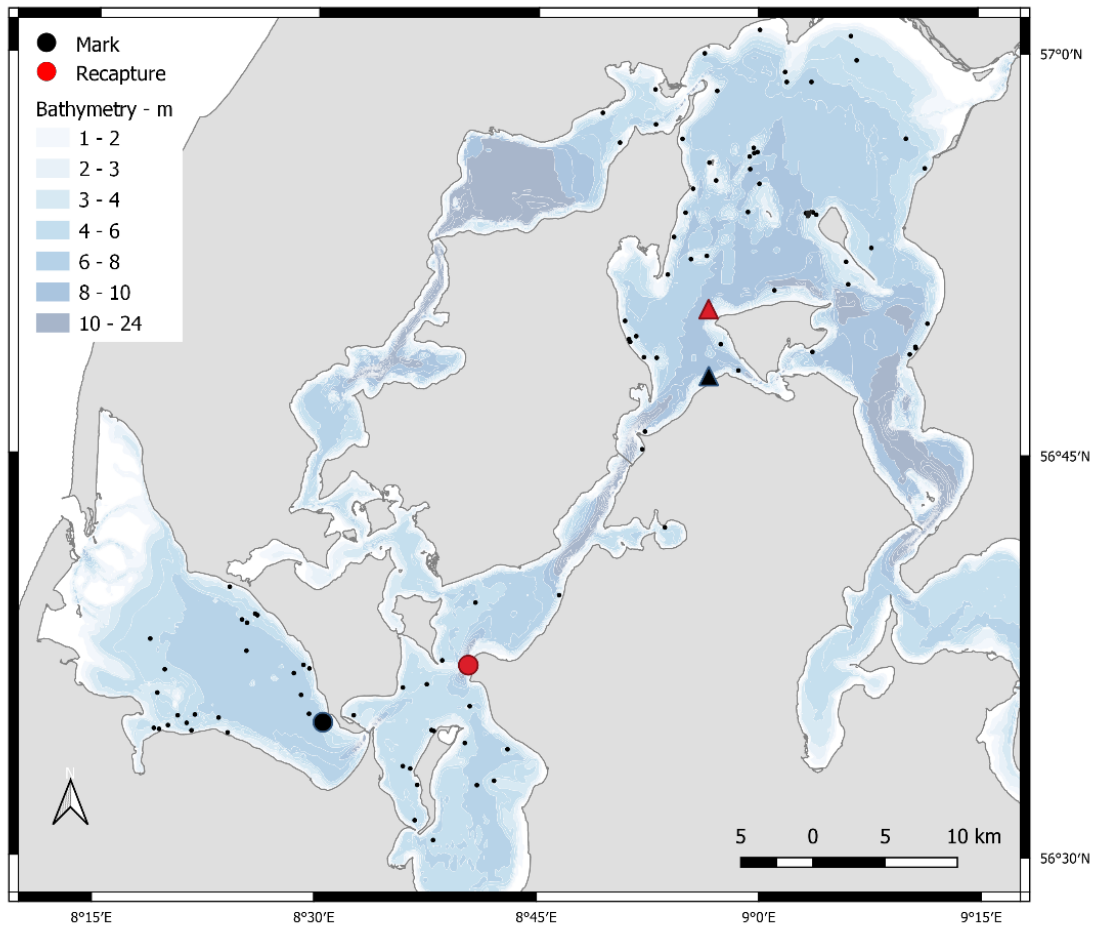 Mark
Recapture
Bathymetry - m
1 - 2
2 - 3
3 - 4
4 - 6
6 - 8
8 - 10
10 - 24
57°0′N
56°45′N
56°30′N
N
5 0 5 10 km
8°15′E 8°30′E 8°45′E 9°0′E 9°15′E